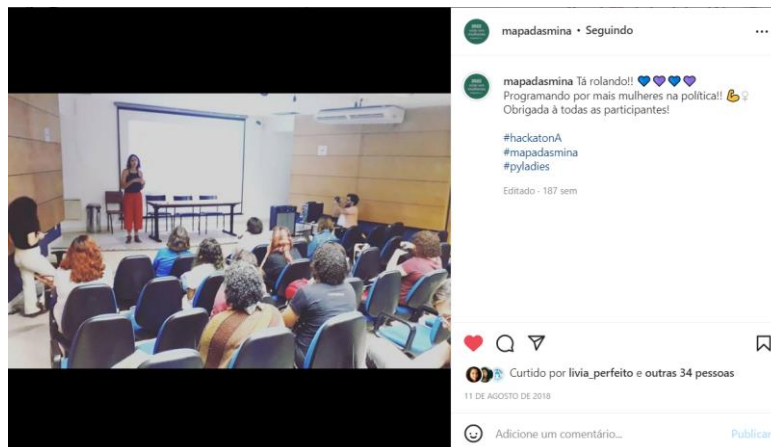 mapadasmina • Seguindo
mapadasmina Tá rolando!! 💙💜💙💜
Programando por mais mulheres na política!! 💪♀
Obrigada à todas as participantes!
#hackatonA
#mapadasmina
#pyladies
Editado · 187 sem
Curtido por livia_perfeito e outras 34 pessoas
11 DE AGOSTO DE 2018
Adicione um comentário... Publicar